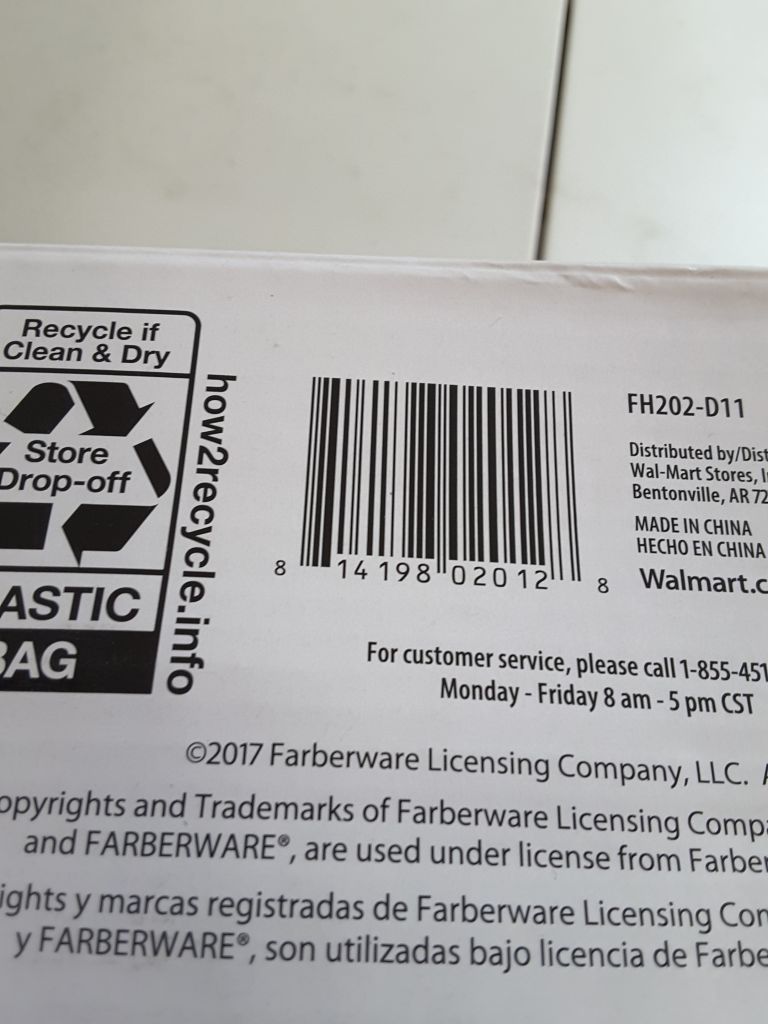 Recycle if
Clean & Dry
Store
Drop-off
ASTIC
BAG
how2recycle.info
8 14198 02012 8
FH202-D11
Distributed by/Dist
Wal-Mart Stores, I
Bentonville, AR 72
MADE IN CHINA
HECHO EN CHINA
Walmart.c
For customer service, please call 1-855-451
Monday - Friday 8 am - 5 pm CST
©2017 Farberware Licensing Company, LLC. A
opyrights and Trademarks of Farberware Licensing Compa
and FARBERWARE®, are used under license from Farber
ights y marcas registradas de Farberware Licensing Con
y FARBERWARE®, son utilizadas bajo licencia de Farbe